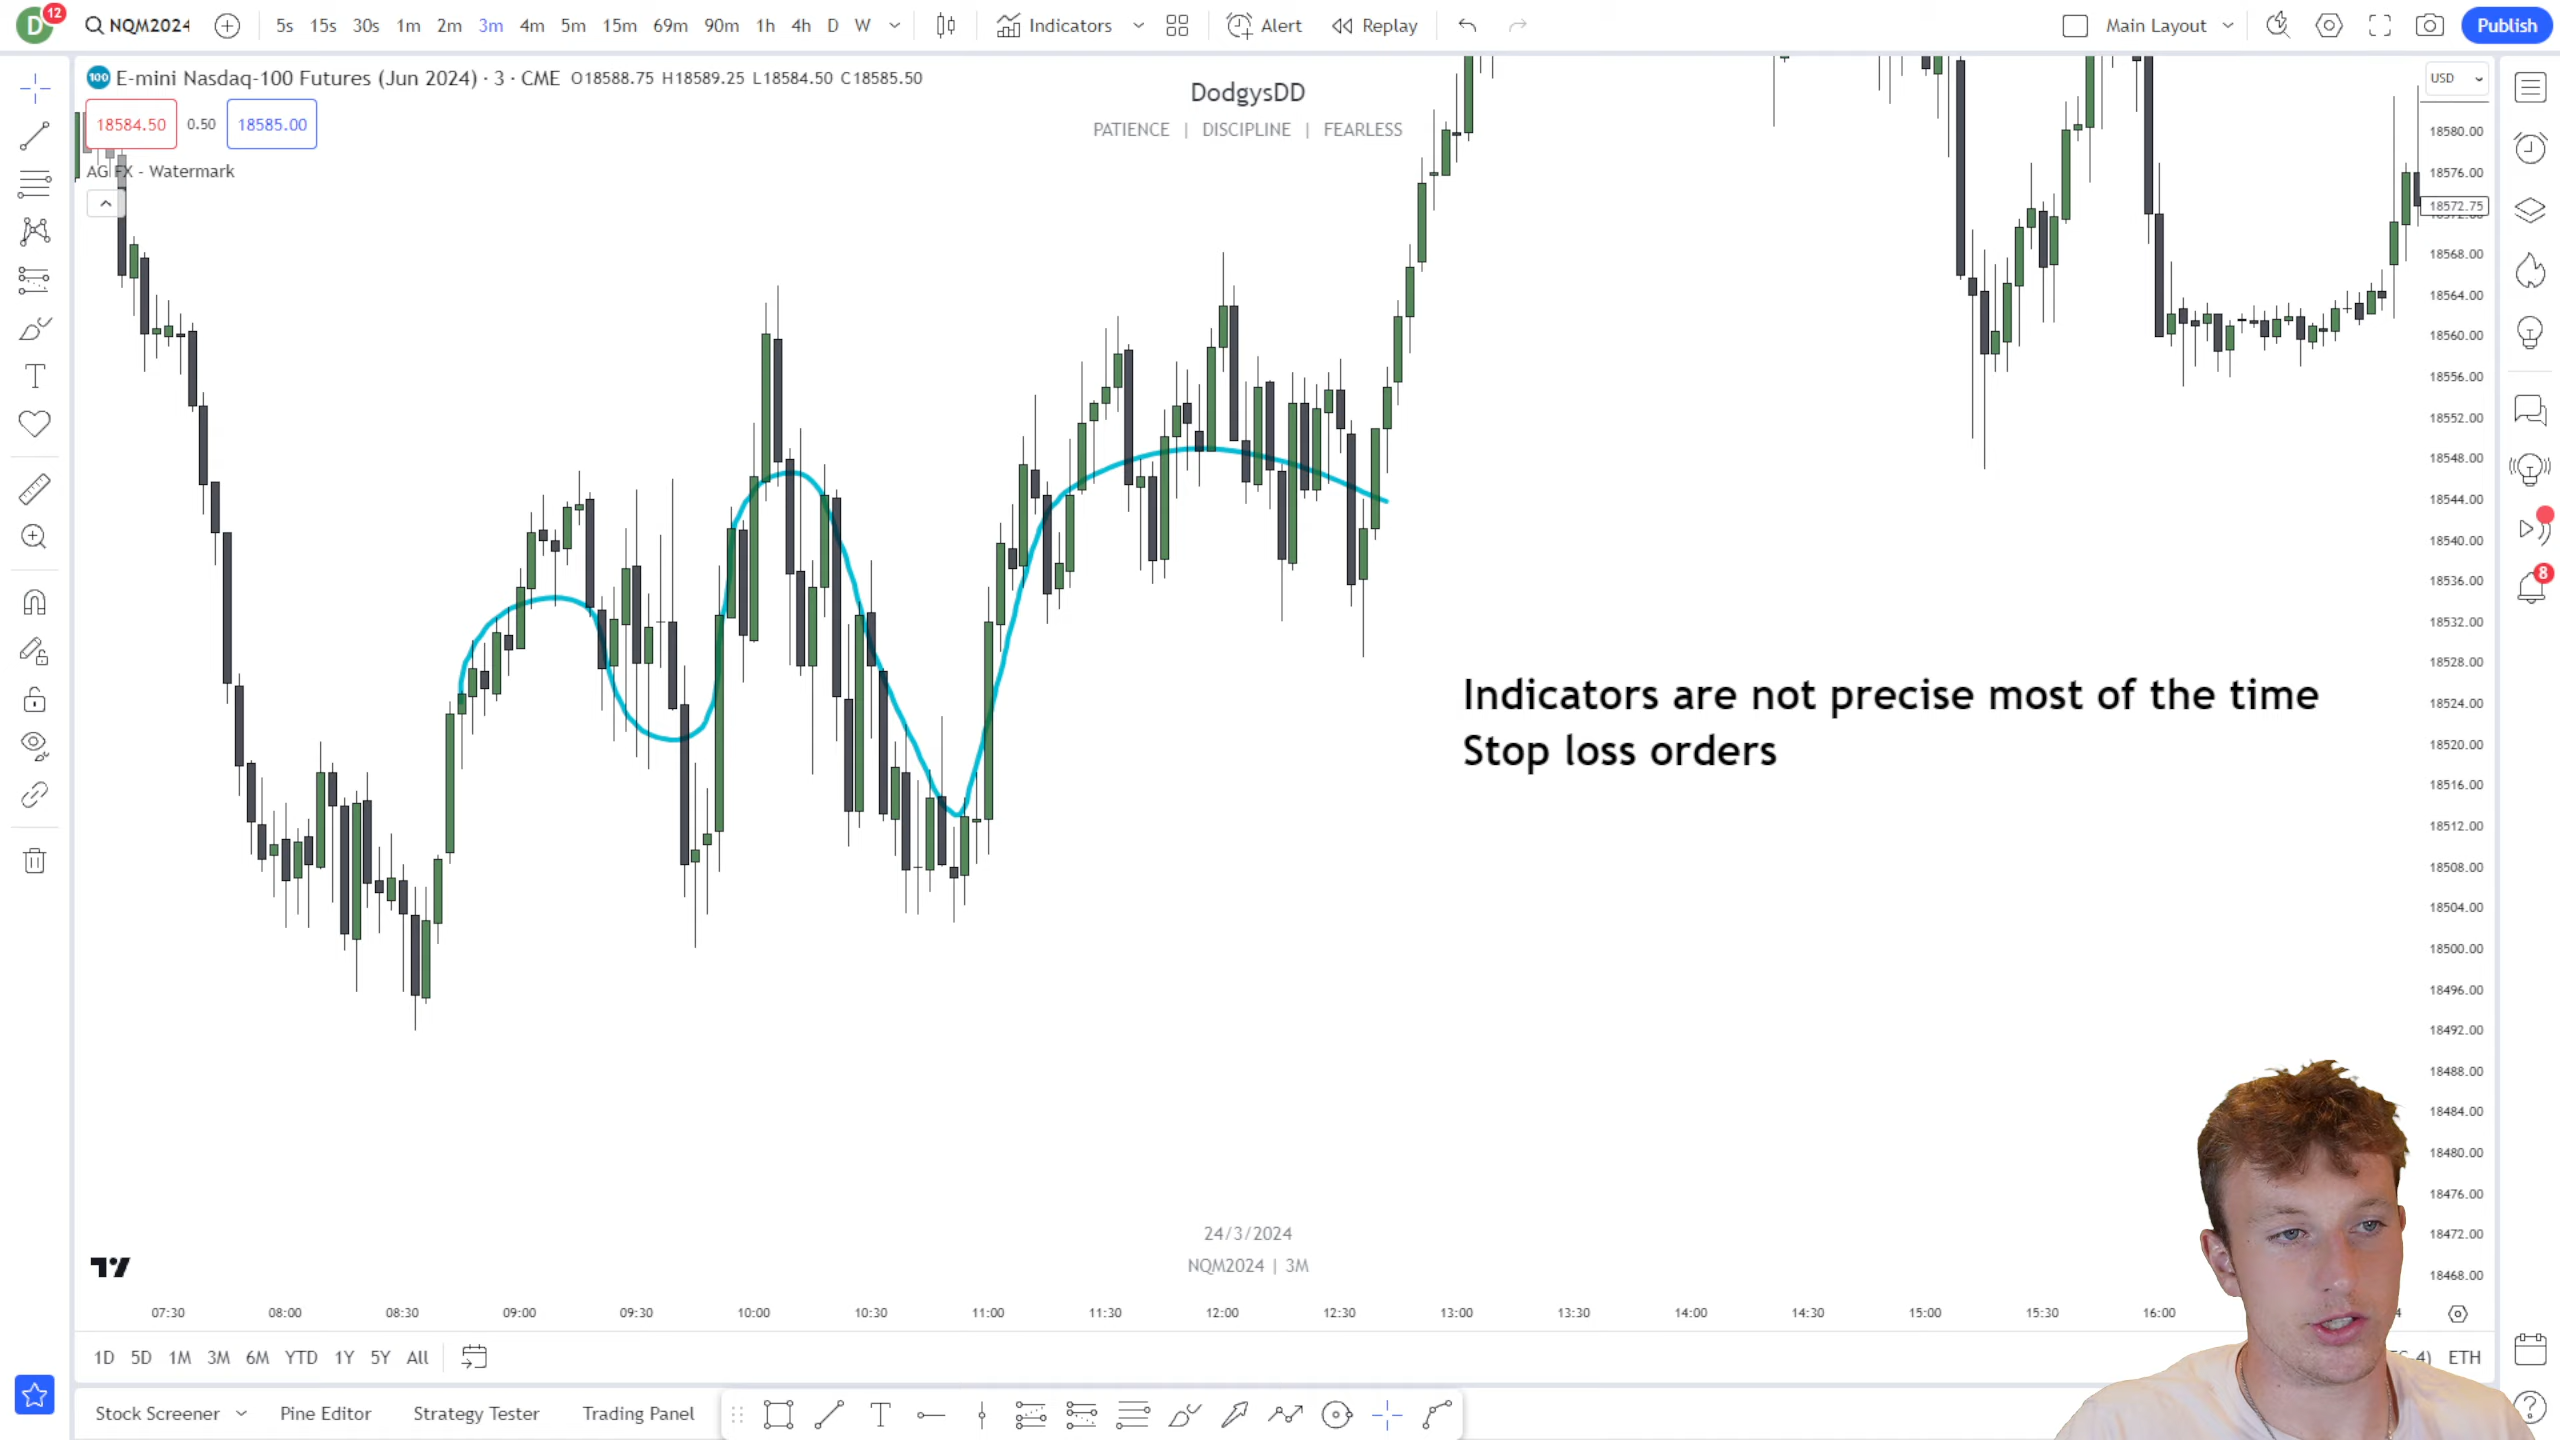 D 12 NQM2024 5s 15s 30s 1m 2m 3m 4m 5m 15m 69m 90m 1h 4h D W Indicators Alert Replay Main Layout Publish
100 E-mini Nasdaq-100 Futures (Jun 2024) · 3 · CME O18588.75 H18589.25 L18584.50 C18585.50
USD
DodgysDD
18584.50 0.50 18585.00
PATIENCE | DISCIPLINE | FEARLESS
AG FX - Watermark
18580.00
18576.00
18572.75
18568.00
18564.00
18560.00
18556.00
18552.00
18548.00
18544.00
18540.00
18536.00
18532.00
18528.00
18524.00
18520.00
18516.00
18512.00
18508.00
18504.00
18500.00
18496.00
18492.00
18488.00
18484.00
18480.00
18476.00
18472.00
18468.00
8
Indicators are not precise most of the time
Stop loss orders
24/3/2024
NQM2024 | 3M
07:30 08:00 08:30 09:00 09:30 10:00 10:30 11:00 11:30 12:00 12:30 13:00 13:30 14:00 14:30 15:00 15:30 16:00
1D 5D 1M 3M 6M YTD 1Y 5Y All -4) ETH
Stock Screener Pine Editor Strategy Tester Trading Panel